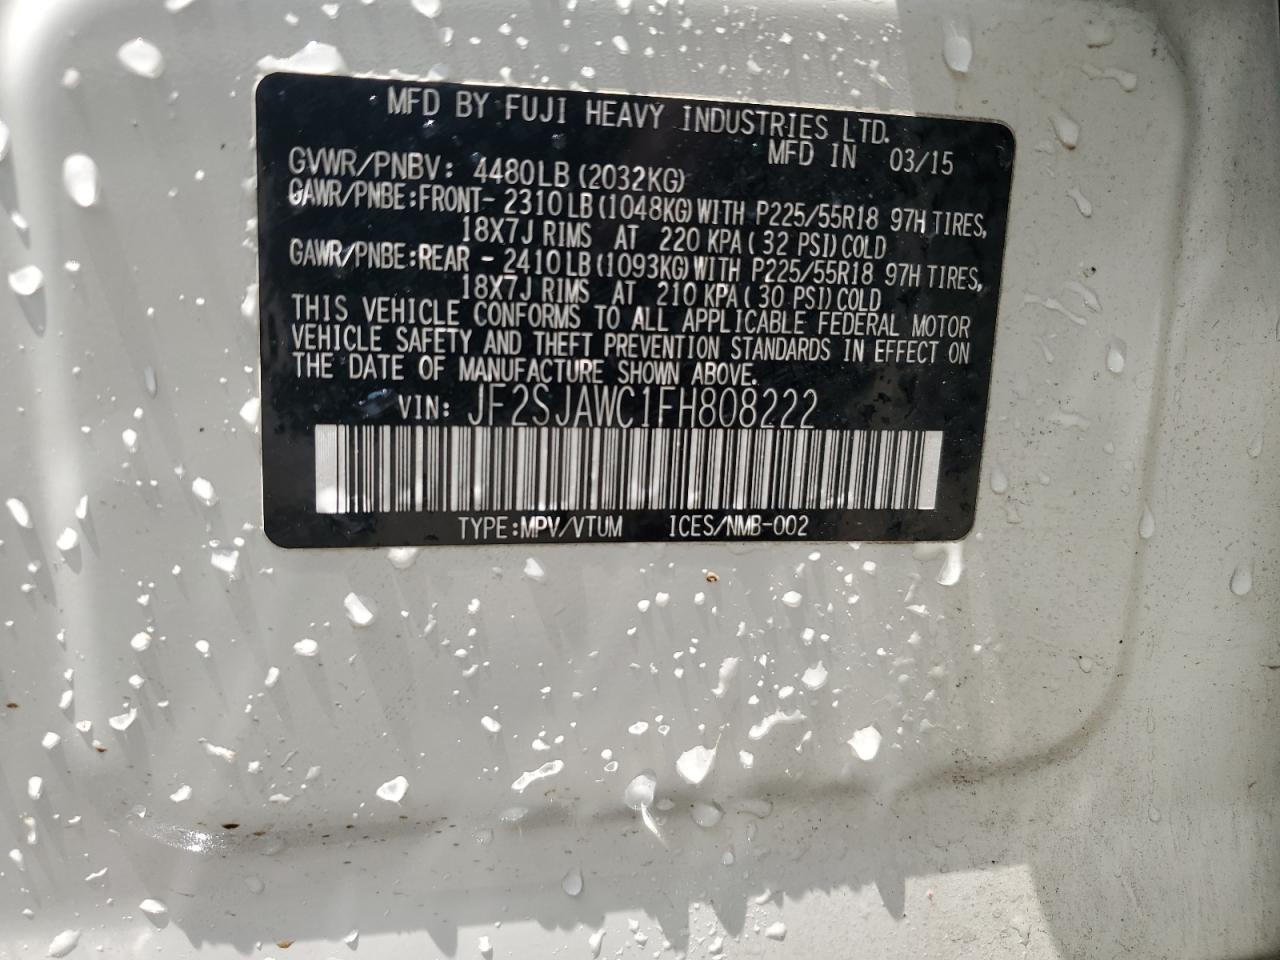 MFD BY FUJI HEAVY INDUSTRIES LTD.
MFD IN 03/15
GVWR/PNBV: 4480LB (2032KG)
GAWR/PNBE:FRONT- 2310LB(1048KG)WITH P225/55R18 97H TIRES,
18X7J RIMS AT 220 KPA( 32 PSI)COLD
GAWR/PNBE:REAR - 2410LB(1093KG)WITH P225/55R18 97H TIRES,
18X7J RIMS AT 210 KPA( 30 PSI)COLD
THIS VEHICLE CONFORMS TO ALL APPLICABLE FEDERAL MOTOR
VEHICLE SAFETY AND THEFT PREVENTION STANDARDS IN EFFECT ON
THE DATE OF MANUFACTURE SHOWN ABOVE.
VIN: JF2SJAWC1FH808222
TYPE:MPV/VTUM ICES/NMB-002